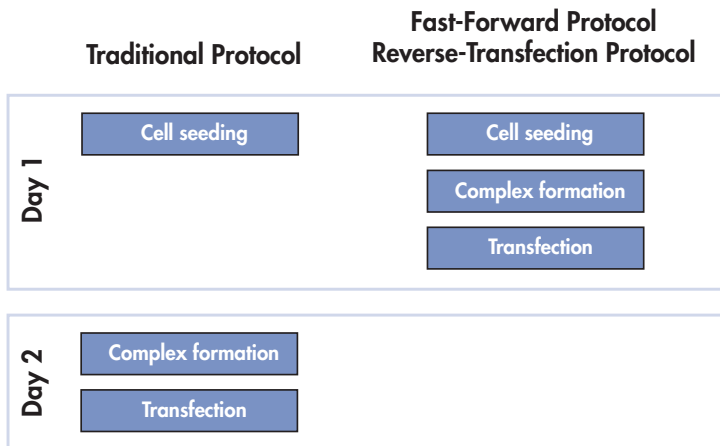 Traditional Protocol
Fast-Forward Protocol
Reverse-Transfection Protocol
Day 1
Cell seeding
Cell seeding
Complex formation
Transfection
Day 2
Complex formation
Transfection